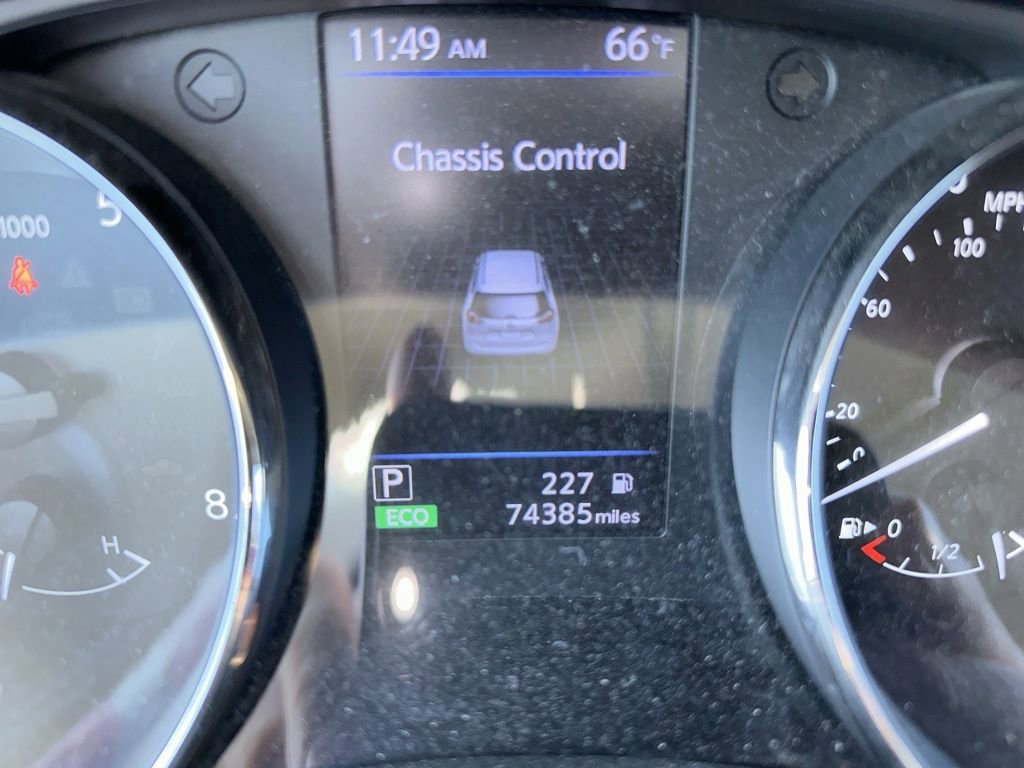 11:49 AM 66°F
Chassis Control
P 227
ECO 74385 miles
1000
5
8
H
MPH
100
60
20
0
1/2